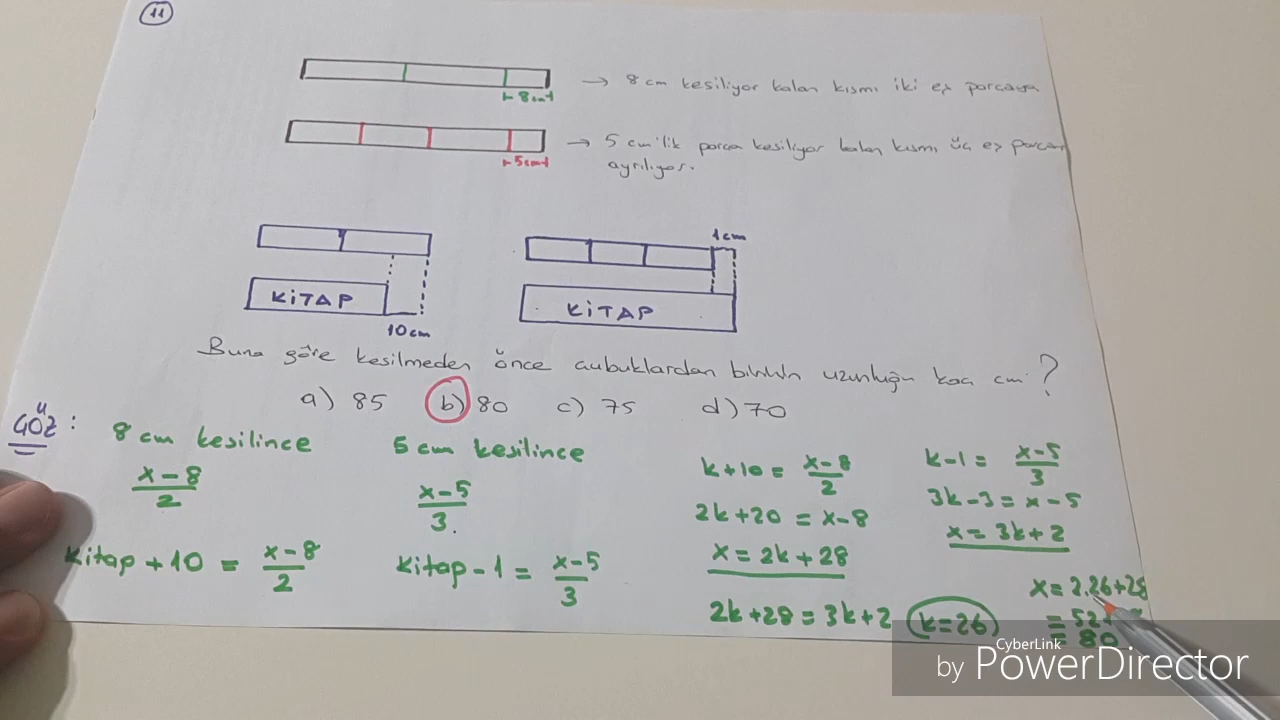 11
→ 8 cm kesiliyor kalan kısmı iki eş parçaya
⊢8cm⊣
→ 5 cm'lik parça kesiliyor kalan kısmı üç eş parçaya
⊢5cm⊣
ayrılıyor.
1cm
KİTAP
KİTAP
10cm
Buna göre kesilmeden önce çubuklardan birinin uzunluğu kaç cm ?
a) 85 b) 80 c) 75 d) 70
ÇÖZ :
8 cm kesilince
x-8
2
kitap + 10 = x-8
2
5 cm kesilince
x-5
3.
kitap - 1 = x-5
3
k+10 = x-8
2
2k+20 = x-8
x = 2k+28
2k+28 = 3k+2
k=26
k-1 = x-5
3
3k-3 = x-5
x = 3k+2
x = 2.26+28
= 52
= 80
CyberLink
by PowerDirector